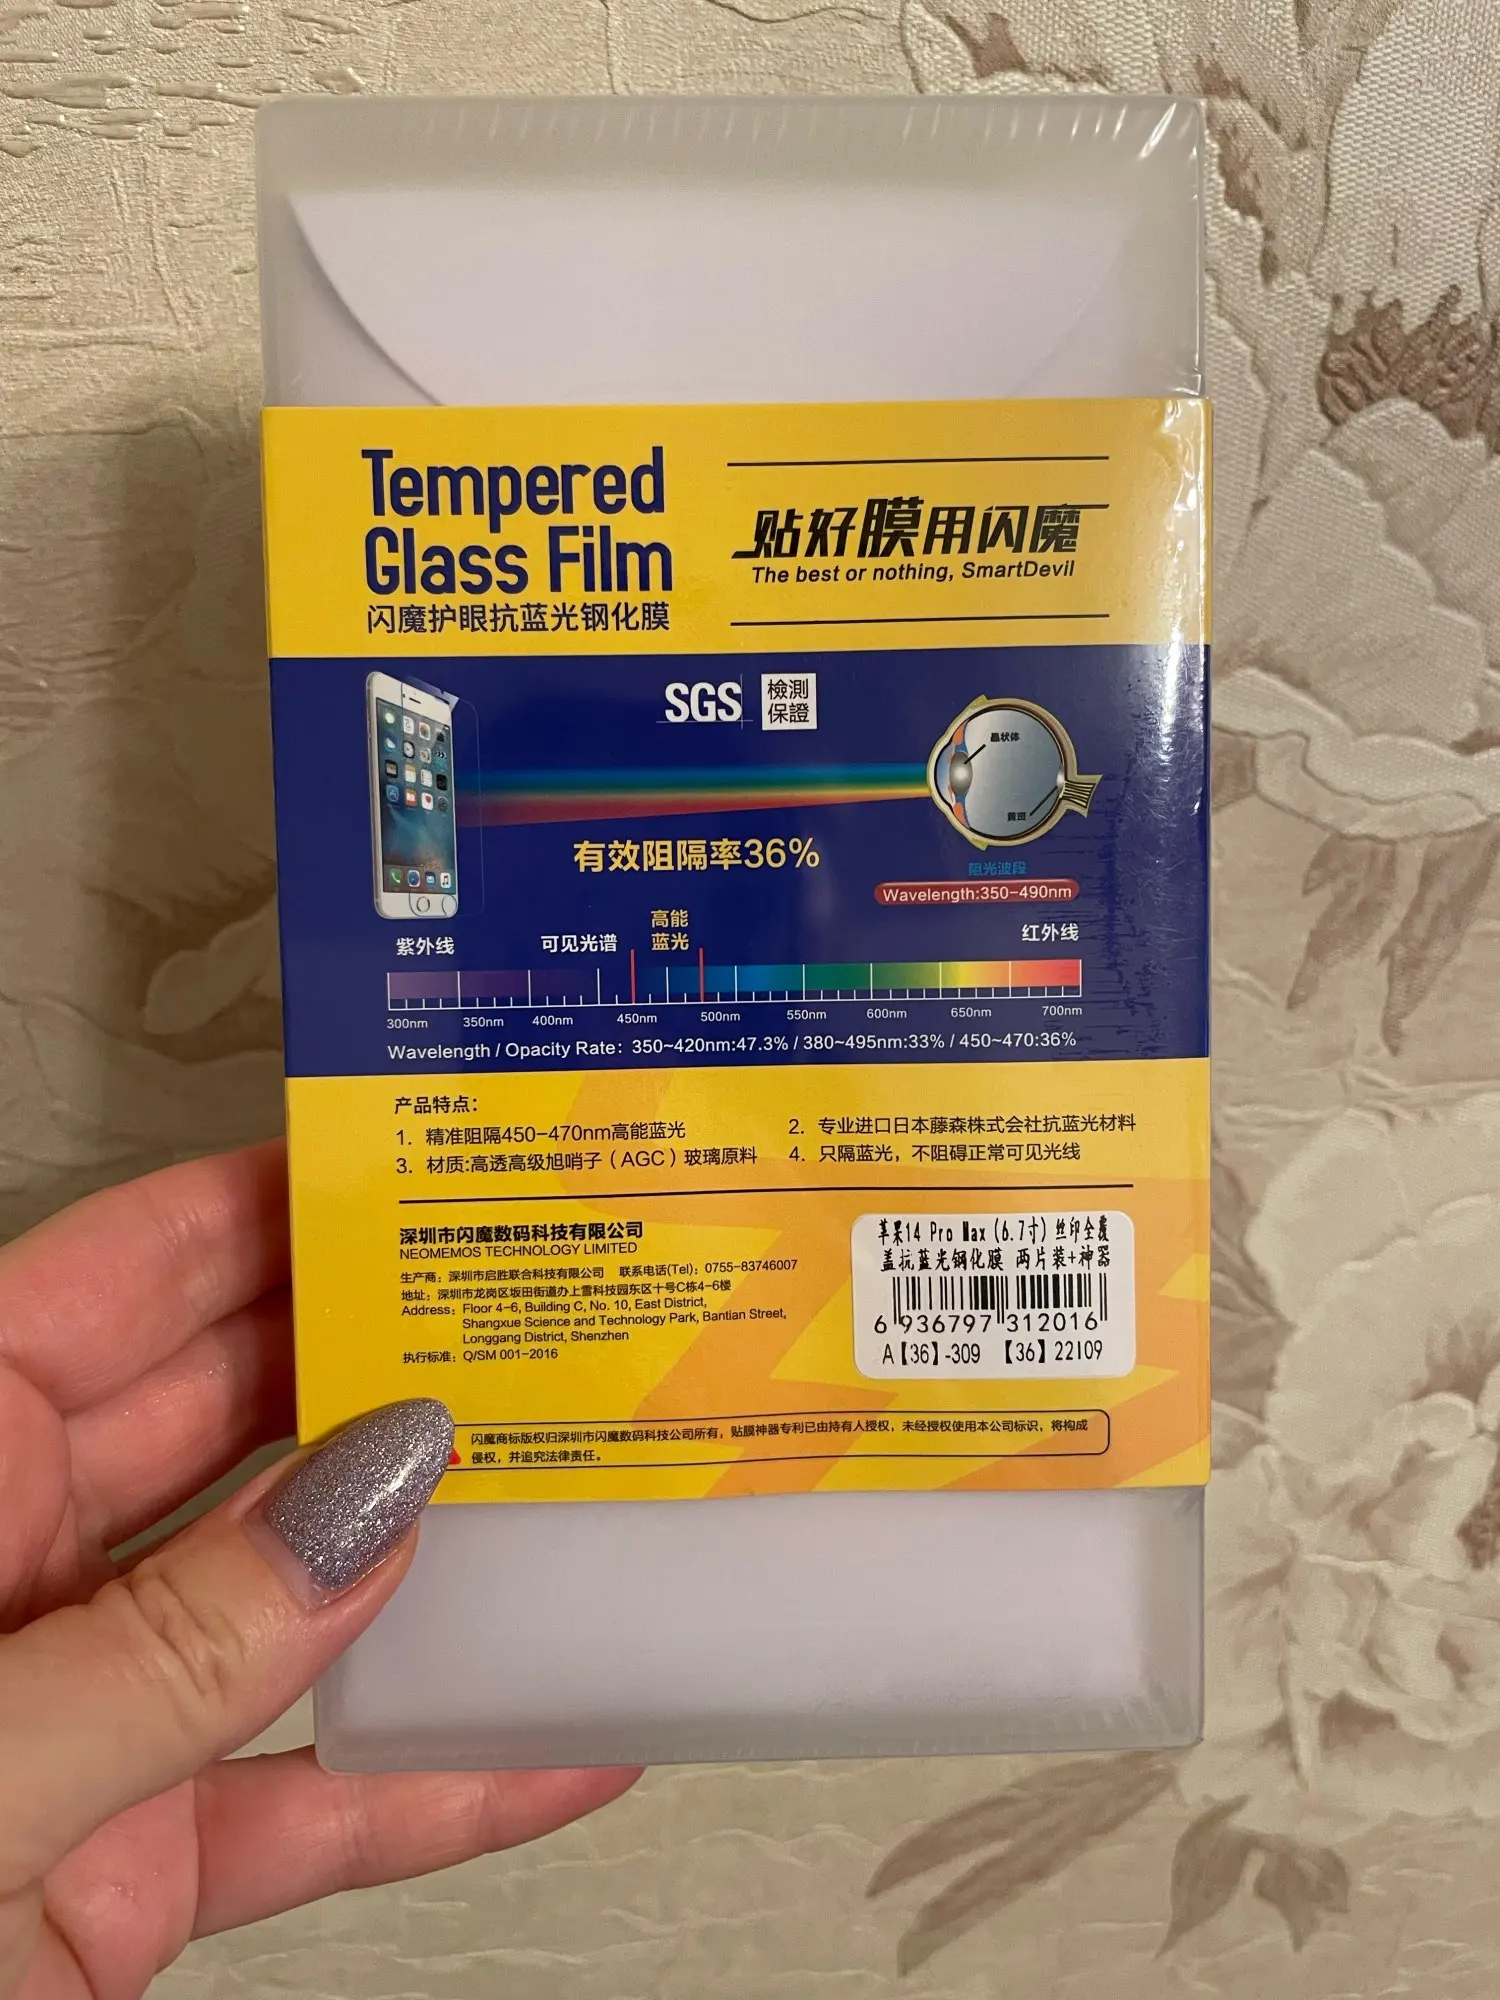 Tempered
Glass Film
闪魔护眼抗蓝光钢化膜
贴好膜用闪魔
The best or nothing, SmartDevil
SGS
檢測
保證
晶状体
黄斑
有效阻隔率36%
阻光波段
Wavelength:350-490nm
紫外线
可见光谱
高能
蓝光
红外线
300nm 350nm 400nm 450nm 500nm 550nm 600nm 650nm 700nm
Wavelength / Opacity Rate: 350~420nm:47.3% / 380~495nm:33% / 450~470:36%
产品特点：
1. 精准阻隔450-470nm高能蓝光
2. 专业进口日本藤森株式会社抗蓝光材料
3. 材质:高透高级旭哨子（AGC）玻璃原料
4. 只隔蓝光，不阻碍正常可见光线
深圳市闪魔数码科技有限公司
NEOMEMOS TECHNOLOGY LIMITED
生产商：深圳市启胜联合科技有限公司 联系电话(Tel)：0755-83746007
地址：深圳市龙岗区坂田街道办上雪科技园东区十号C栋4-6楼
Address: Floor 4-6, Building C, No. 10, East District,
Shangxue Science and Technology Park, Bantian Street,
Longgang District, Shenzhen
执行标准：Q/SM 001-2016
苹果14 Pro Max (6.7寸) 丝印全覆
盖抗蓝光钢化膜 两片装+神器
6 936797 312016
A【36】-309 【36】22109
闪魔商标版权归深圳市闪魔数码科技公司所有，贴膜神器专利已由持有人授权，未经授权使用本公司标识，将构成
侵权，并追究法律责任。